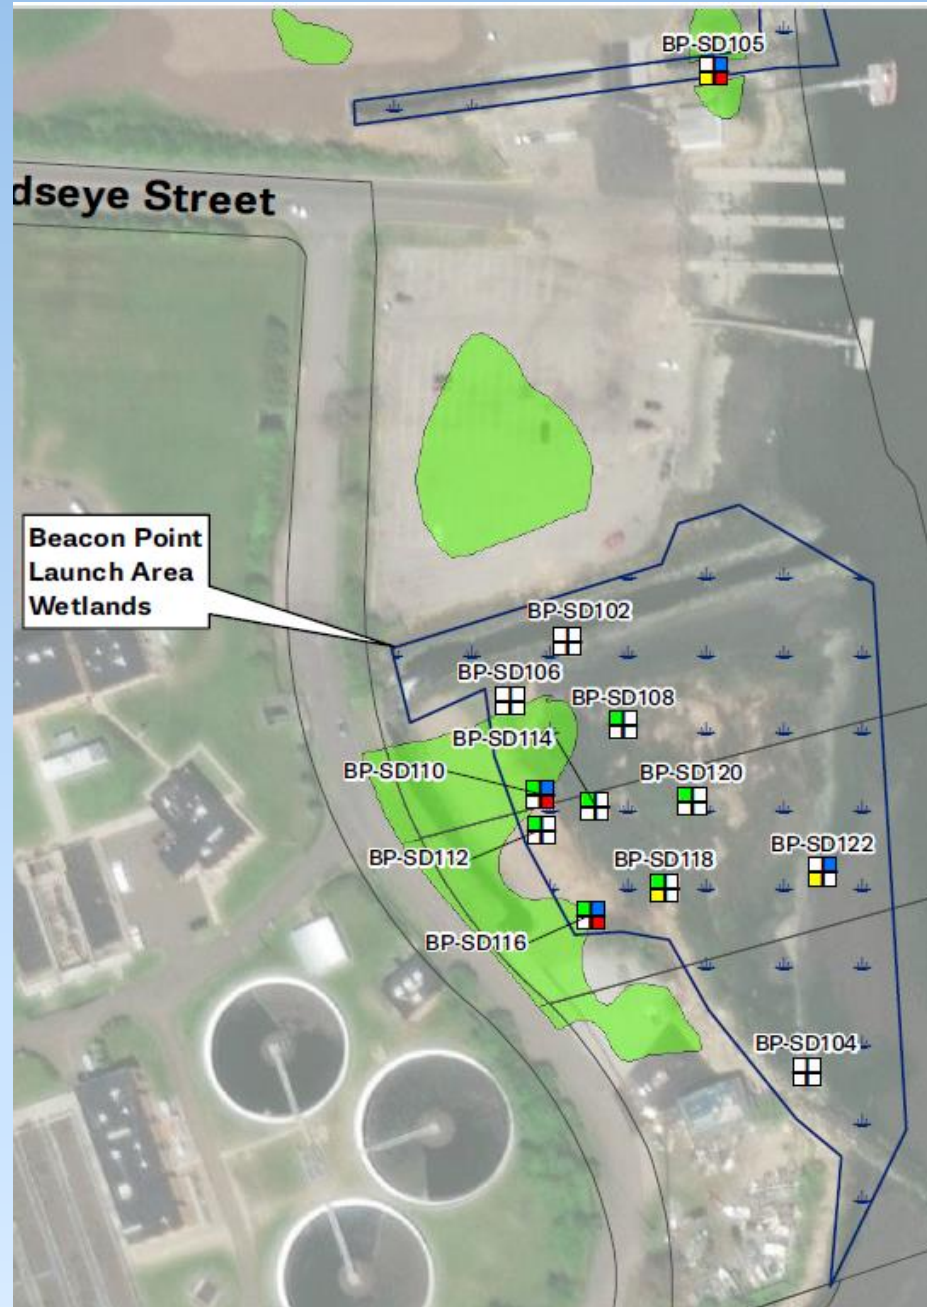 BP-SD105
dseye Street
Beacon Point
Launch Area
Wetlands
BP-SD102
BP-SD106
BP-SD108
BP-SD114
BP-SD110
BP-SD120
BP-SD112
BP-SD118
BP-SD122
BP-SD116
BP-SD104